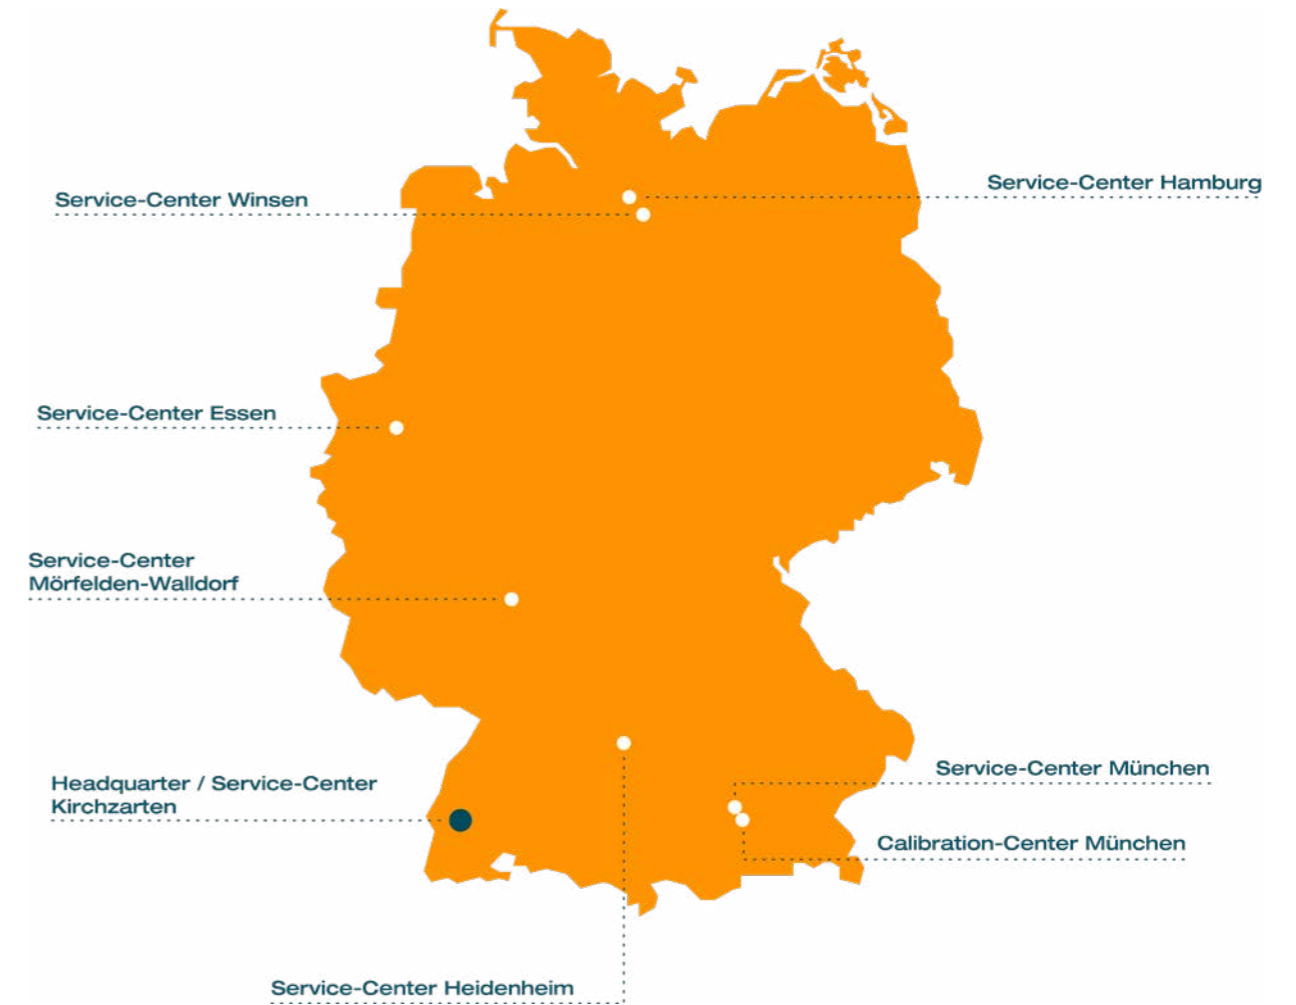 Service-Center Hamburg
Service-Center Winsen
Service-Center Essen
Service-Center
Mörfelden-Walldorf
Service-Center München
Headquarter / Service-Center
Kirchzarten
Calibration-Center München
Service-Center Heidenheim